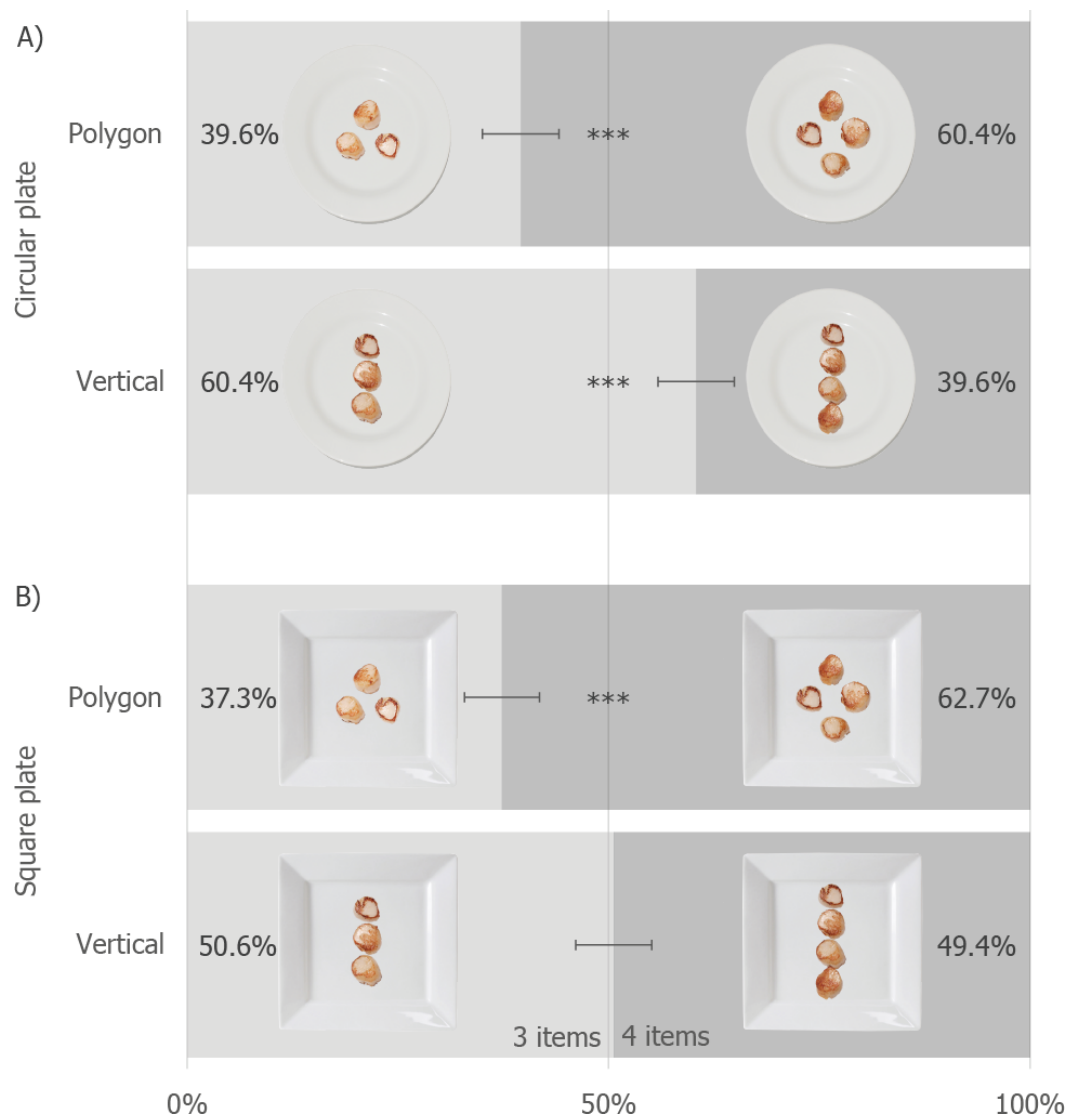 A)
Circular plate
Polygon
39.6%
***
60.4%
Vertical
60.4%
***
39.6%
B)
Square plate
Polygon
37.3%
***
62.7%
Vertical
50.6%
49.4%
3 items
4 items
0%
50%
100%